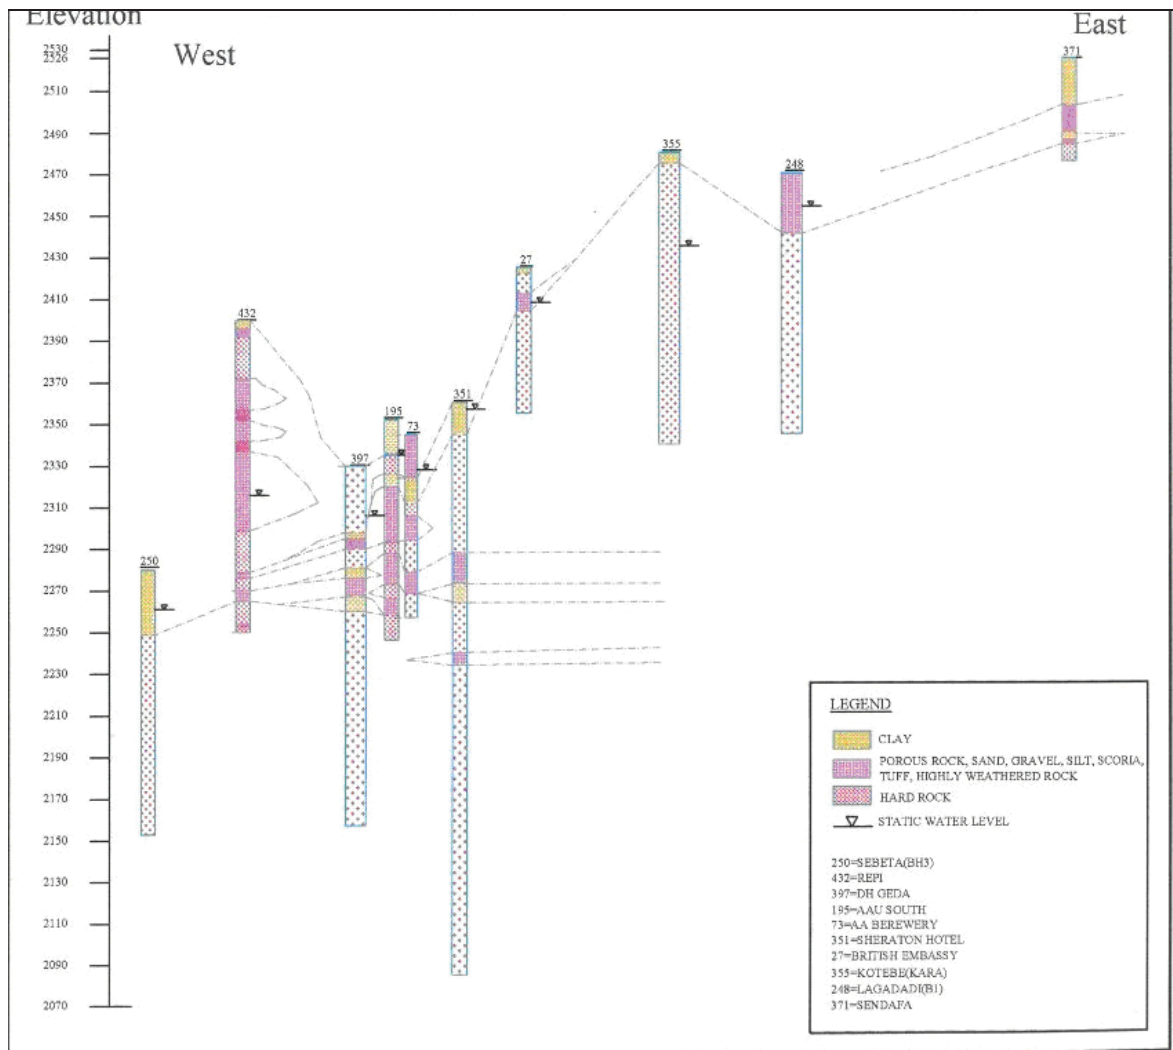 Elevation
East
West
2530
2526
2510
2490
2470
2450
2430
2410
2390
2370
2350
2330
2310
2290
2270
2250
2230
2210
2190
2170
2150
2130
2110
2090
2070
250
432
397
195
73
351
27
355
248
371
LEGEND
CLAY
POROUS ROCK, SAND, GRAVEL, SILT, SCORIA,
TUFF, HIGHLY WEATHERED ROCK
HARD ROCK
STATIC WATER LEVEL
250=SEBETA(BH3)
432=REPI
397=DH GEDA
195=AAU SOUTH
73=AA BEREWERY
351=SHERATON HOTEL
27=BRITISH EMBASSY
355=KOTEBE(KARA)
248=LAGADADI(B1)
371=SENDAFA